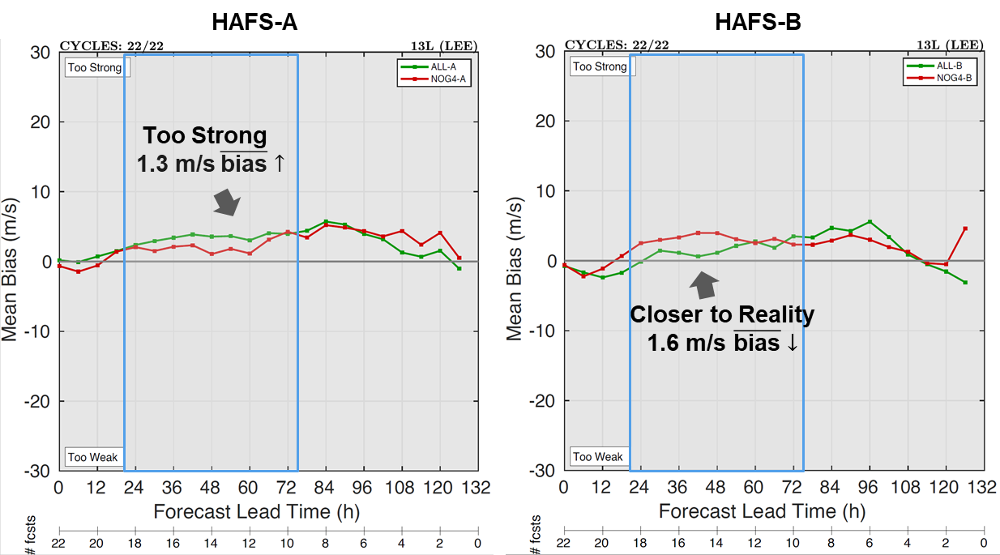 HAFS-A
CYCLES: 22/22 13L (LEE)
Too Strong
ALL-A
NOG4-A
Too Strong
1.3 m/s bias ↑
Mean Bias (m/s)
30
20
10
0
-10
-20
-30
Too Weak
0 12 24 36 48 60 72 84 96 108 120 132
Forecast Lead Time (h)
# fcsts
22 20 18 16 14 12 10 8 6 4 2 0
HAFS-B
CYCLES: 22/22 13L (LEE)
Too Strong
ALL-B
NOG4-B
Closer to Reality
1.6 m/s bias ↓
Mean Bias (m/s)
30
20
10
0
-10
-20
-30
Too Weak
0 12 24 36 48 60 72 84 96 108 120 132
Forecast Lead Time (h)
# fcsts
22 20 18 16 14 12 10 8 6 4 2 0